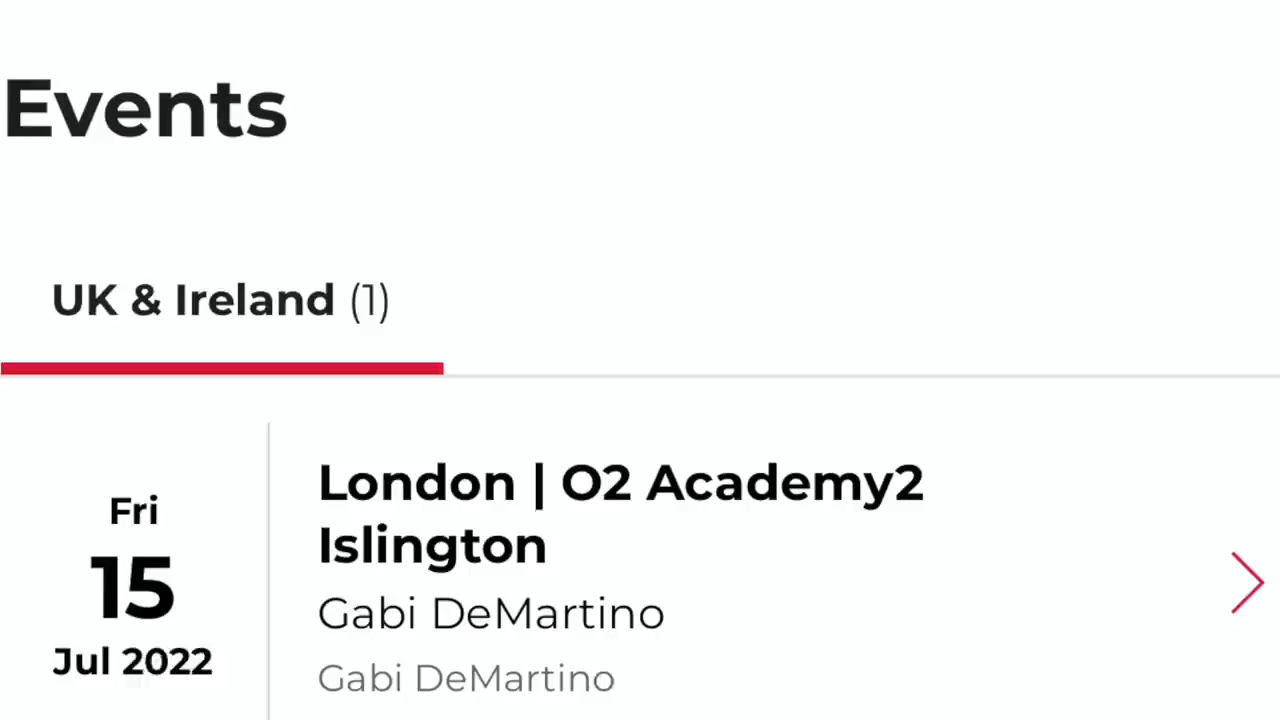 Events
UK & Ireland (1)
Fri
15
Jul 2022
London | O2 Academy2
Islington
Gabi DeMartino
Gabi DeMartino